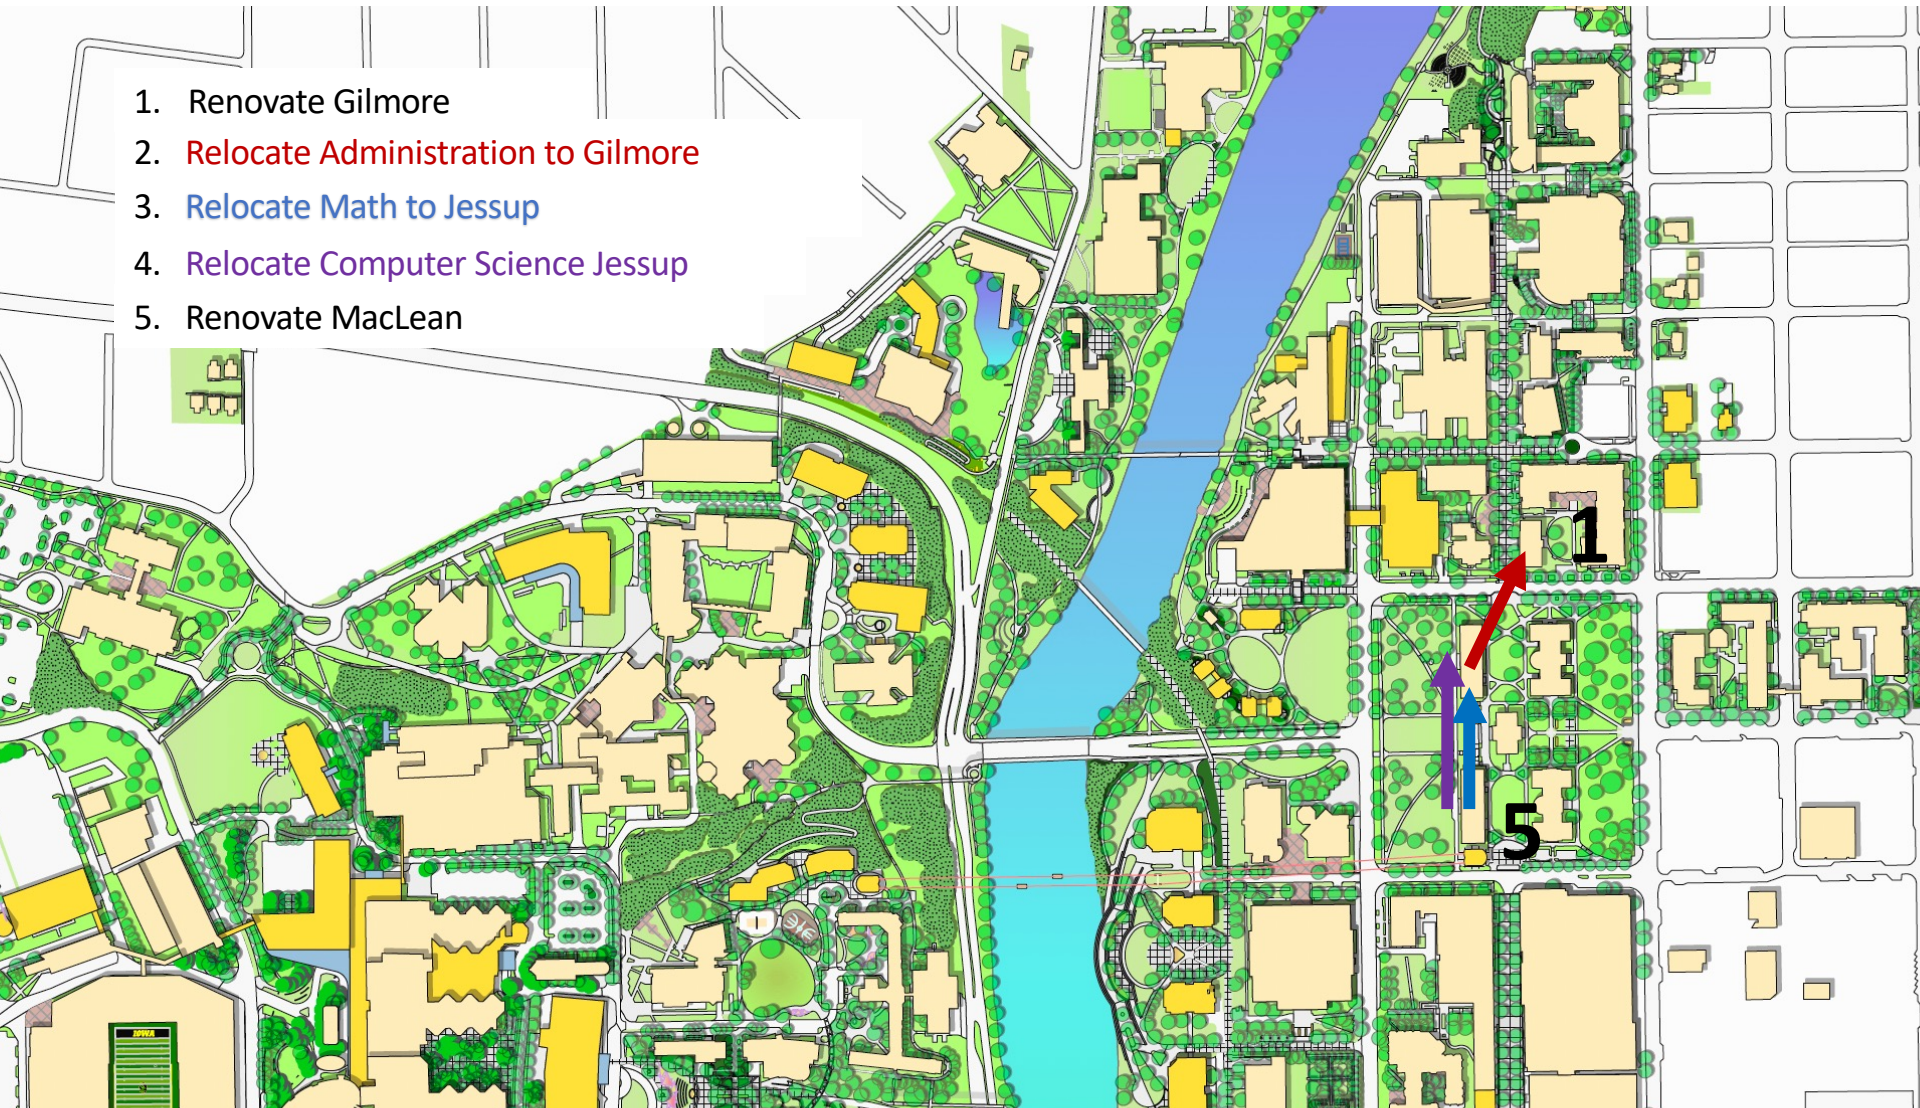 1. Renovate Gilmore
2. Relocate Administration to Gilmore
3. Relocate Math to Jessup
4. Relocate Computer Science Jessup
5. Renovate MacLean
1
5
IOWA